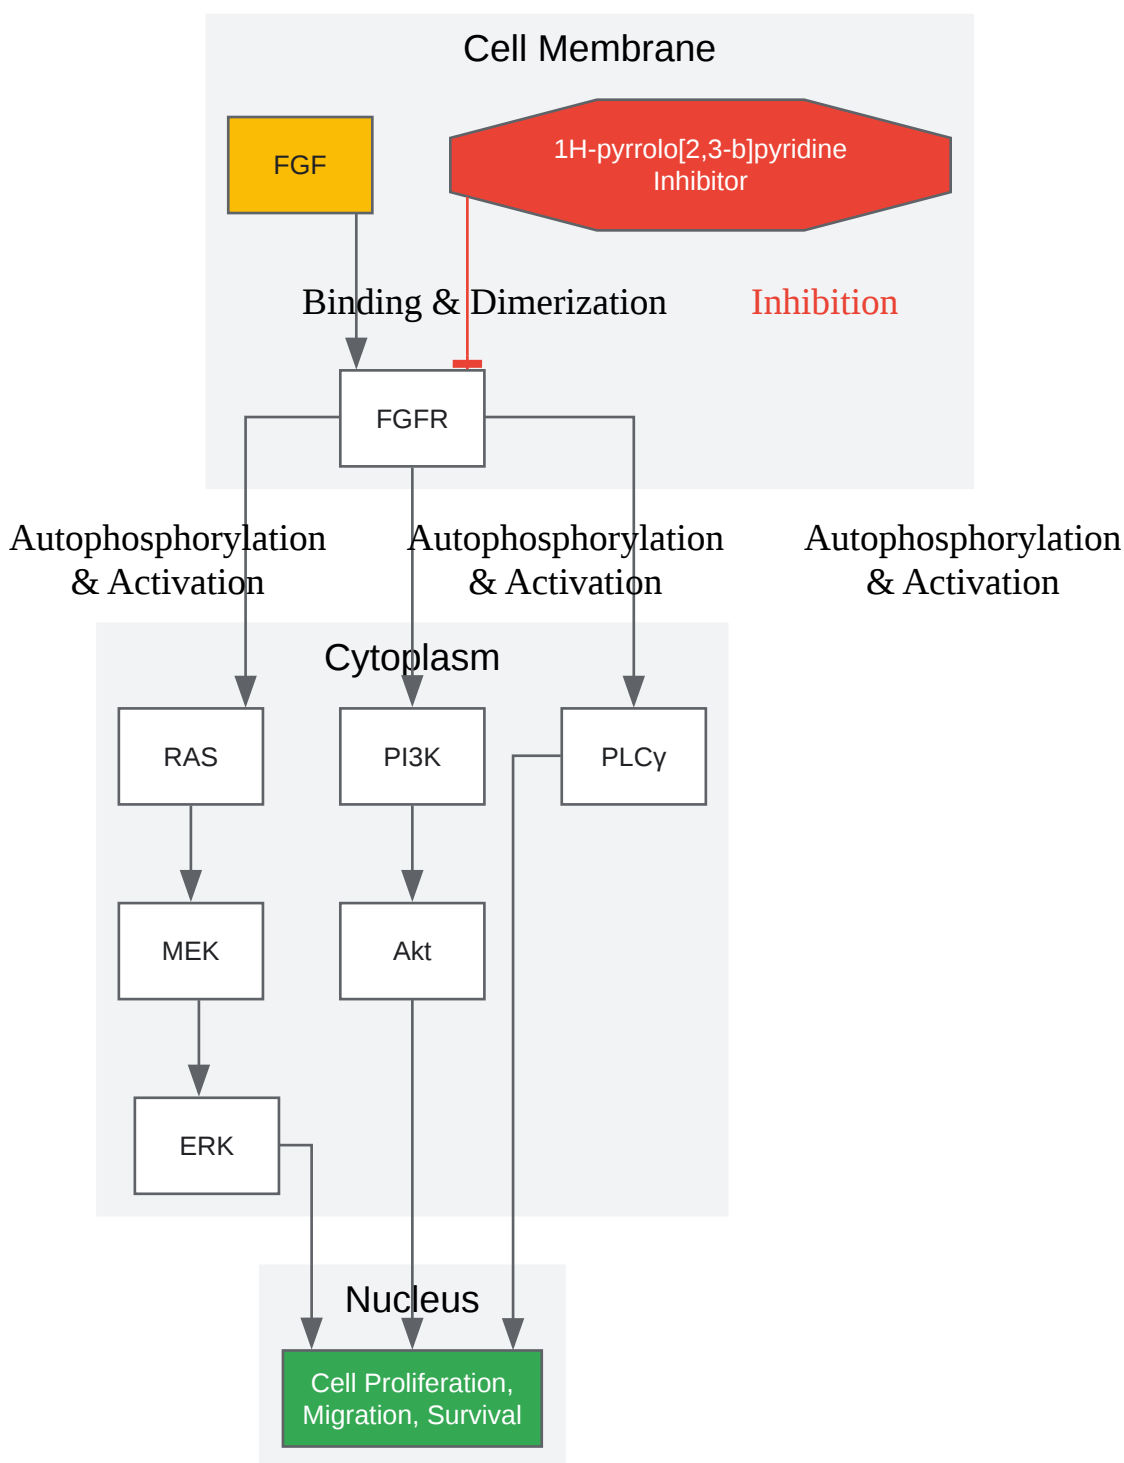 Cell Membrane
FGF
1H-pyrrolo[2,3-b]pyridine
Inhibitor
Binding & Dimerization
Inhibition
FGFR
Autophosphorylation
& Activation
Autophosphorylation
& Activation
Autophosphorylation
& Activation
Cytoplasm
RAS
PI3K
PLCγ
MEK
Akt
ERK
Nucleus
Cell Proliferation,
Migration, Survival